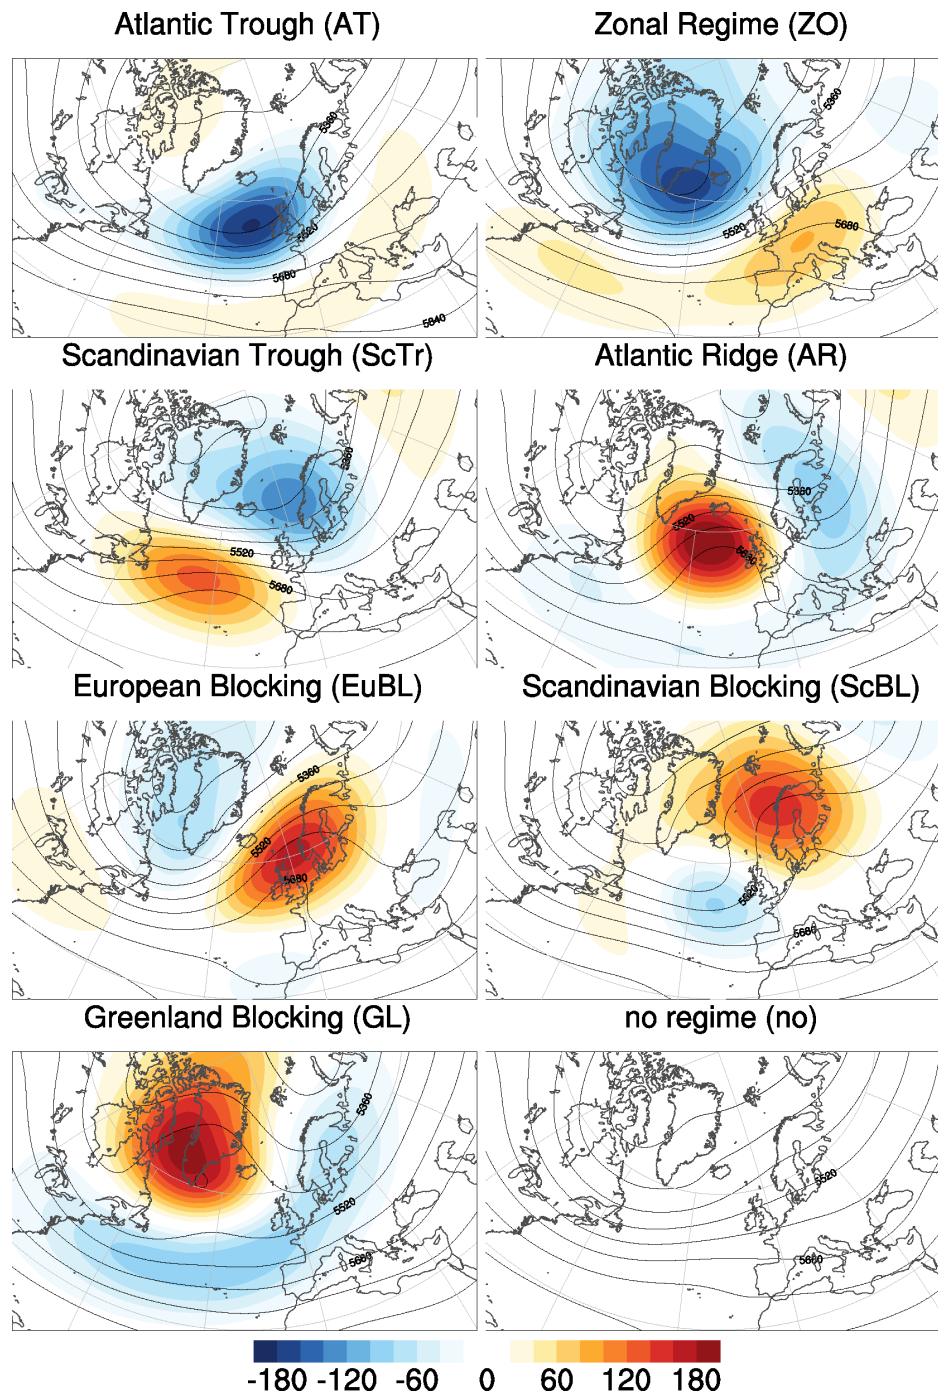 Atlantic Trough (AT)
Zonal Regime (ZO)
5360
5520
5680
5840
5360
5520
5680
Scandinavian Trough (ScTr)
Atlantic Ridge (AR)
5360
5520
5680
5360
5520
5680
European Blocking (EuBL)
Scandinavian Blocking (ScBL)
5360
5520
5680
5520
5680
Greenland Blocking (GL)
no regime (no)
5360
5520
5680
5520
5680
-180 -120 -60 0 60 120 180